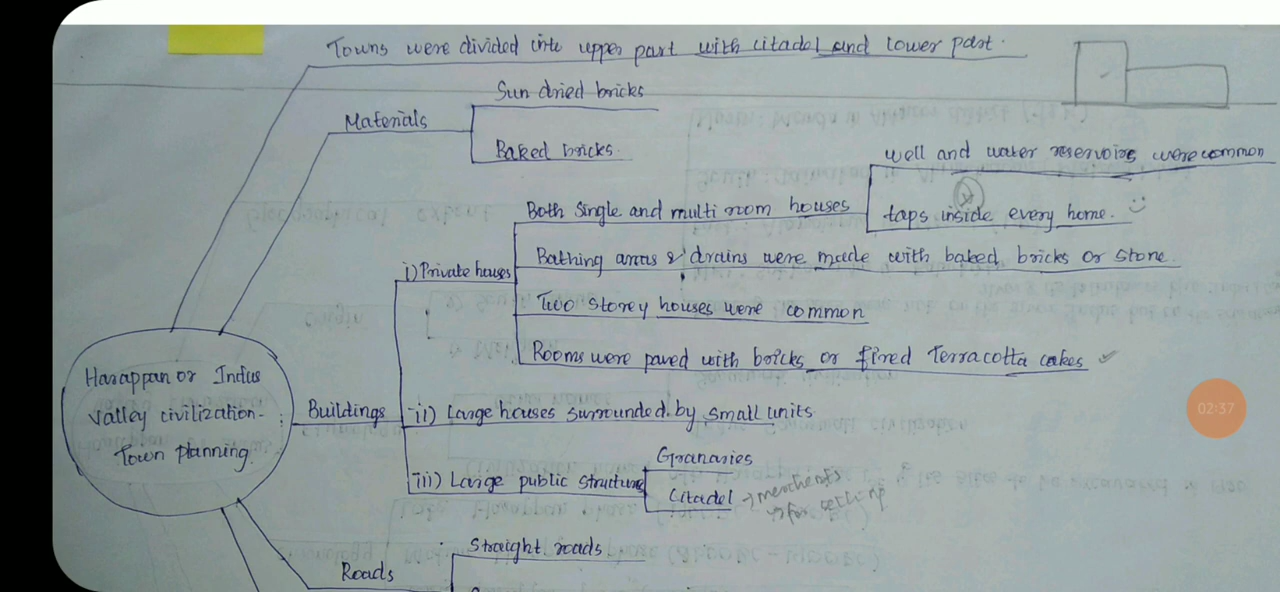 Towns were divided into upper part with citadel and lower part.
Materials
Sun dried bricks
Baked bricks.
Harappan or Indus
Valley civilization-
Town planning
Buildings
i) Private houses
Both single and multi room houses
well and water reservoirs were common
taps inside every home.
Bathing areas & drains were made with baked bricks or stone.
Two Storey houses were common
Rooms were paved with bricks or fired Terracotta cakes
ii) Large houses surrounded by small units
iii) Large public structure
Granaries
Citadel → merchants
→ for
Roads
Straight roads
02:37